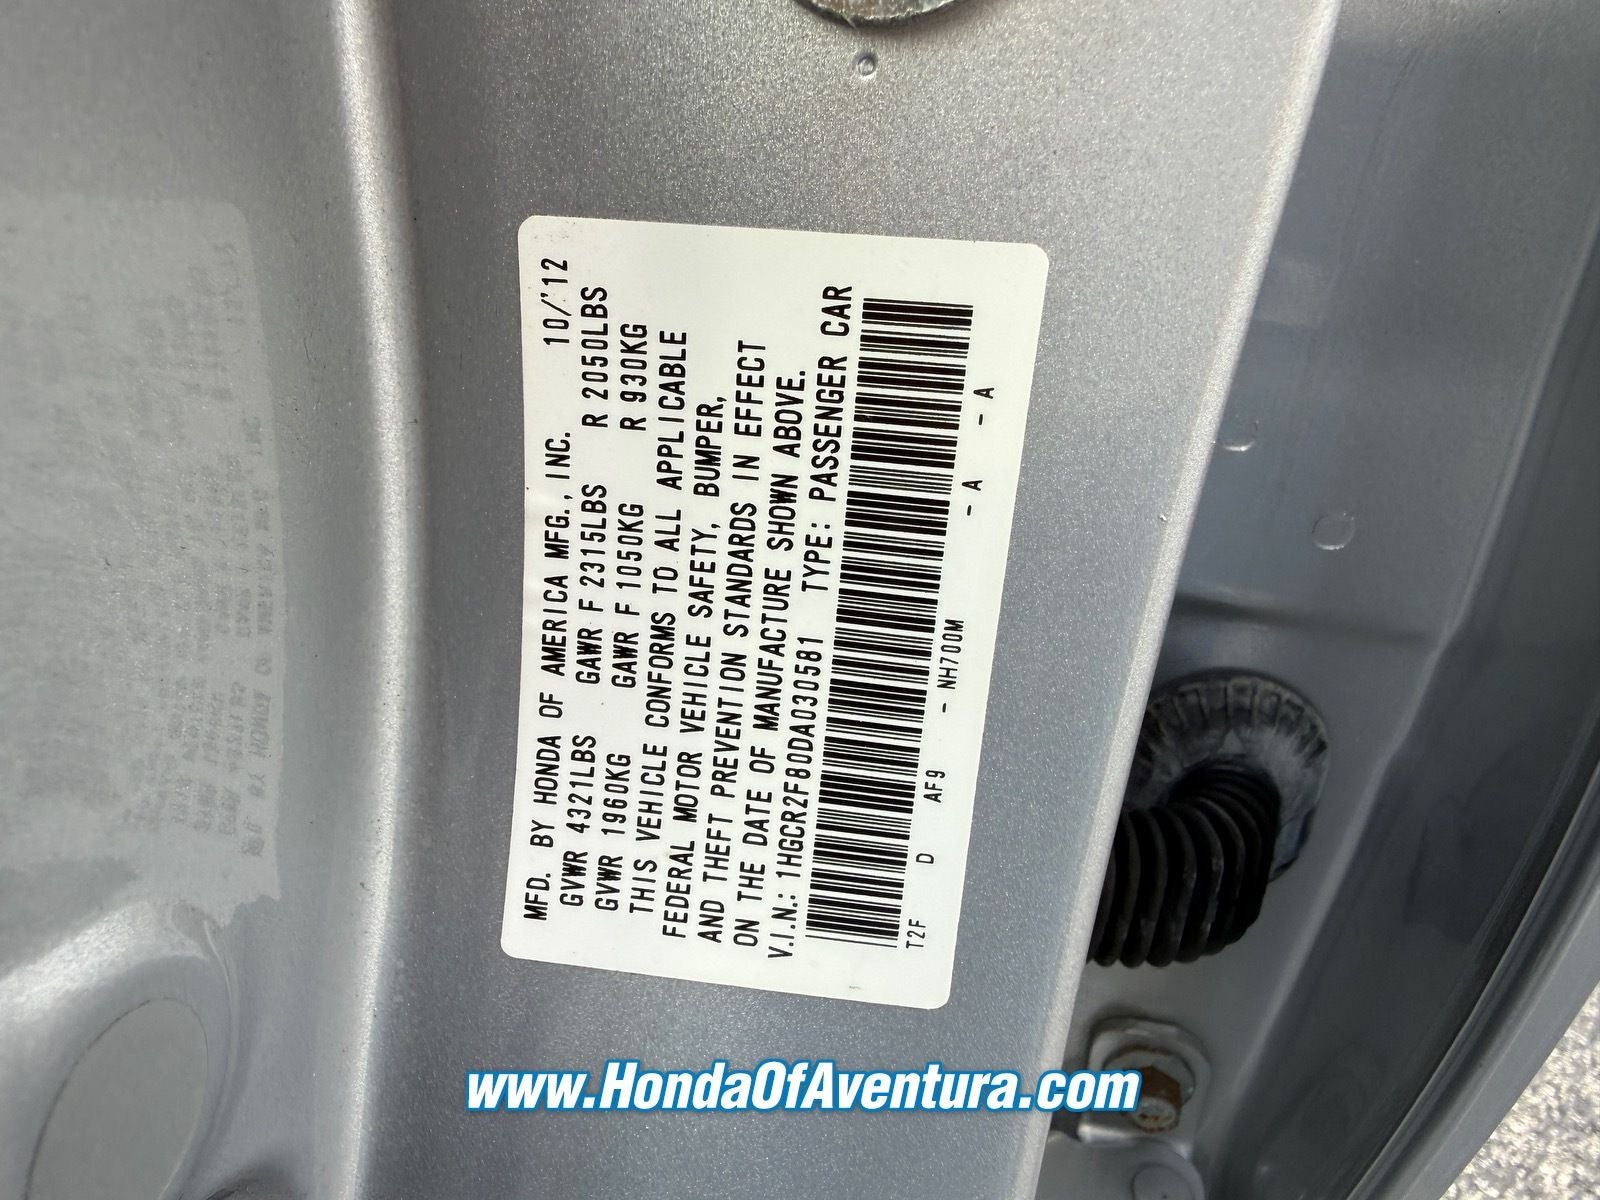 MFD. BY HONDA OF AMERICA MFG., INC. 10/'12
GVWR 4321LBS GAWR F 2315LBS R 2050LBS
GVWR 1960KG GAWR F 1050KG R 930KG
THIS VEHICLE CONFORMS TO ALL APPLICABLE
FEDERAL MOTOR VEHICLE SAFETY, BUMPER,
AND THEFT PREVENTION STANDARDS IN EFFECT
ON THE DATE OF MANUFACTURE SHOWN ABOVE.
V.I.N.: 1HGCR2F80DA030581 TYPE: PASSENGER CAR
T2F D AF9 - NH700M - A - A
www.HondaOfAventura.com